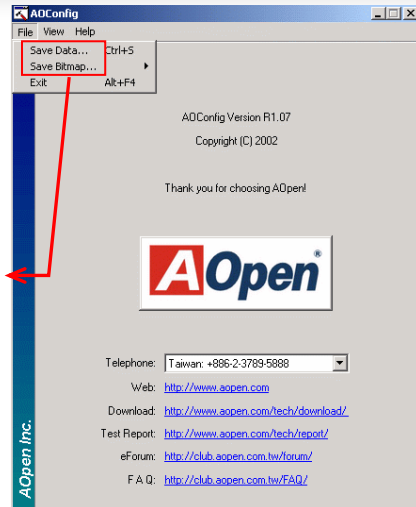 AOConfig
File View Help
Save Data... Ctrl+S
Save Bitmap...
Exit Alt+F4
AOConfig Version R1.07
Copyright (C) 2002
Thank you for choosing AOpen!
AOpen®
Telephone: Taiwan: +886-2-3789-5888
Web: http://www.aopen.com
Download: http://www.aopen.com/tech/download/
Test Report: http://www.aopen.com/tech/report/
eForum: http://club.aopen.com.tw/forum/
F A Q: http://club.aopen.com.tw/FAQ/
AOpen Inc.